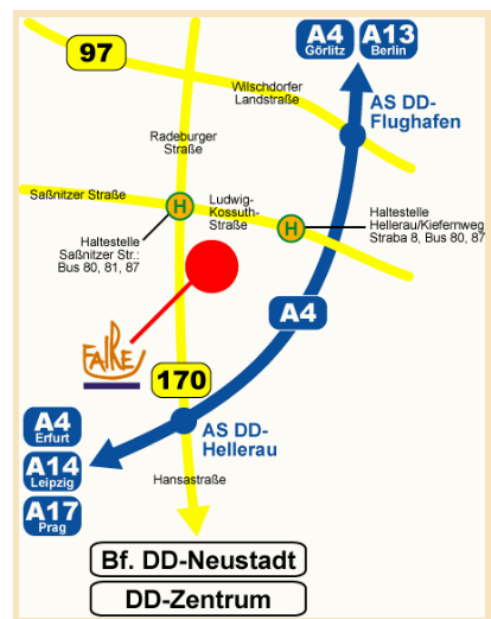 A4
Görlitz
A13
Berlin
97
Wilschdorfer
Landstraße
AS DD-
Flughafen
Radeburger
Straße
Saßnitzer Straße
H
Ludwig-
Kossuth-
Straße
H
Haltestelle
Hellerau/Kiefernweg
Straba 8, Bus 80, 87
Haltestelle
Saßnitzer Str.:
Bus 80, 81, 87
A4
FAIRE
170
A4
Erfurt
AS DD-
Hellerau
A14
Leipzig
Hansastraße
A17
Prag
Bf. DD-Neustadt
DD-Zentrum